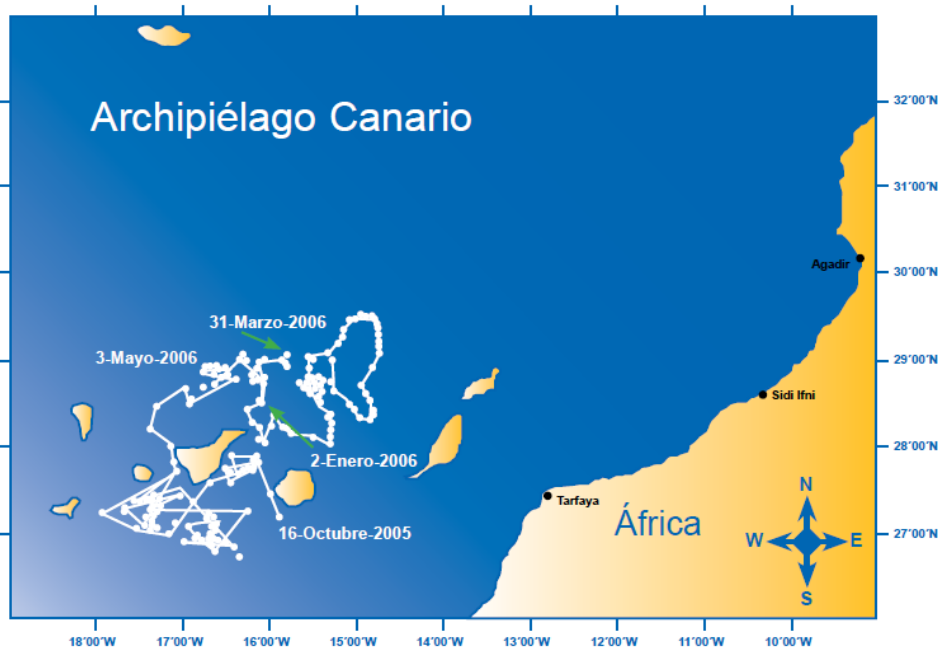 Archipiélago Canario
32°00'N
31°00'N
Agadir
30°00'N
31-Marzo-2006
3-Mayo-2006
29°00'N
Sidi Ifni
28°00'N
2-Enero-2006
N
Tarfaya
África
16-Octubre-2005
W
E
27°00'N
S
18°00'W
17°00'W
16°00'W
15°00'W
14°00'W
13°00'W
12°00'W
11°00'W
10°00'W